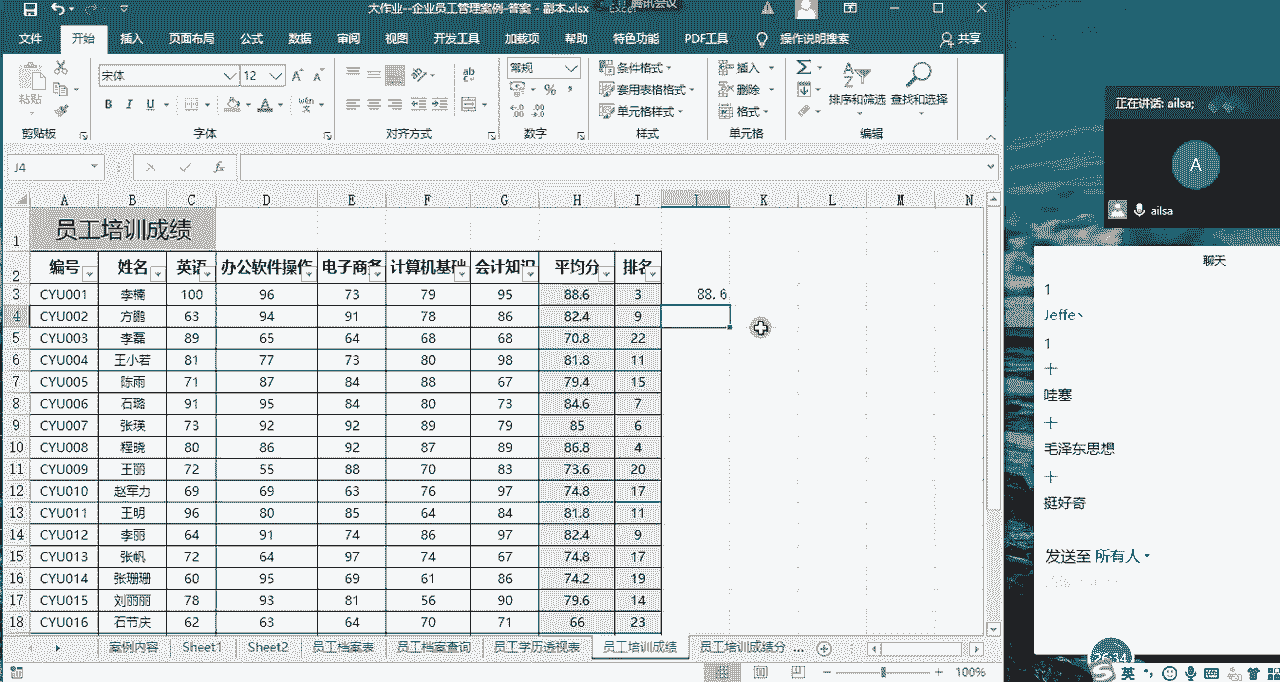 大作业--企业员工管理案例-答案 - 副本.xlsx - Excel
腾讯会议
文件 开始 插入 页面布局 公式 数据 审阅 视图 开发工具 加载项 帮助 特色功能 PDF工具 操作说明搜索 共享
宋体 12 常规 条件格式 插入
粘贴 套用表格格式 删除 排序和筛选 查找和选择
B I U 单元格样式 格式
剪贴板 字体 对齐方式 数字 样式 单元格 编辑
J4 fx
A B C D E F G H I J K L M N
1 员工培训成绩
2 编号 姓名 英语 办公软件操作 电子商务 计算机基础 会计知识 平均分 排名
3 CYU001 李楠 100 96 73 79 95 88.6 3 88.6
4 CYU002 方鹏 63 94 91 78 86 82.4 9
5 CYU003 李磊 89 65 64 68 68 70.8 22
6 CYU004 王小若 81 77 73 80 98 81.8 11
7 CYU005 陈雨 71 87 84 88 67 79.4 15
8 CYU006 石璐 91 95 84 80 73 84.6 7
9 CYU007 张瑛 73 92 92 89 79 85 6
10 CYU008 程晓 80 86 92 87 89 86.8 4
11 CYU009 王丽 72 55 88 70 83 73.6 20
12 CYU010 赵军力 69 69 63 76 97 74.8 17
13 CYU011 王明 96 80 85 64 84 81.8 11
14 CYU012 李丽 64 91 74 86 97 82.4 9
15 CYU013 张帆 72 64 97 74 67 74.8 17
16 CYU014 张珊珊 60 95 69 61 86 74.2 19
17 CYU015 刘丽丽 78 93 81 56 90 79.6 14
18 CYU016 石节庆 62 63 64 70 71 66 23
案例内容 Sheet1 Sheet2 员工档案表 员工档案查询 员工学历透视表 员工培训成绩 员工培训成绩分 ...
100%
正在讲话: ailsa;
A
ailsa
聊天
1
Jeffe、
1
十
哇塞
十
毛泽东思想
十
挺好奇
发送至 所有人
英